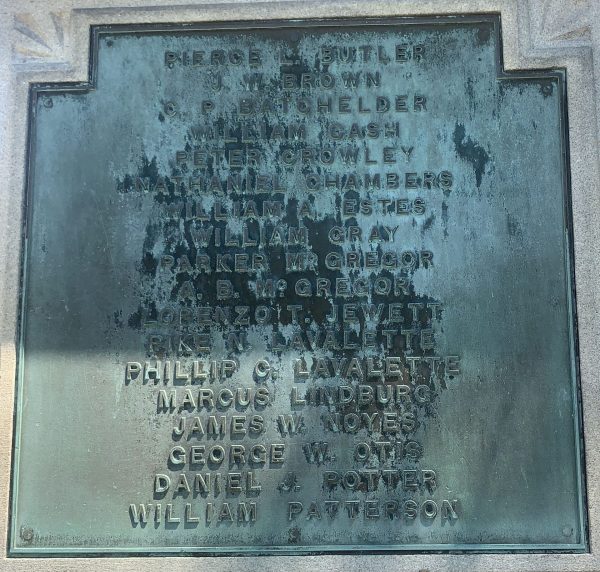 PIERCE L. BUTLER
J. W. BROWN
C. P. BATCHELDER
WILLIAM CASH
PETER CROWLEY
NATHANIEL CHAMBERS
WILLIAM A. ESTES
WILLIAM GRAY
PARKER McGREGOR
A. B. McGREGOR
LORENZO T. JEWETT
PIKE N. LAVALETTE
PHILLIP C. LAVALETTE
MARCUS LINDBURG
JAMES W. NOYES
GEORGE W. OTIS
DANIEL J. POTTER
WILLIAM PATTERSON